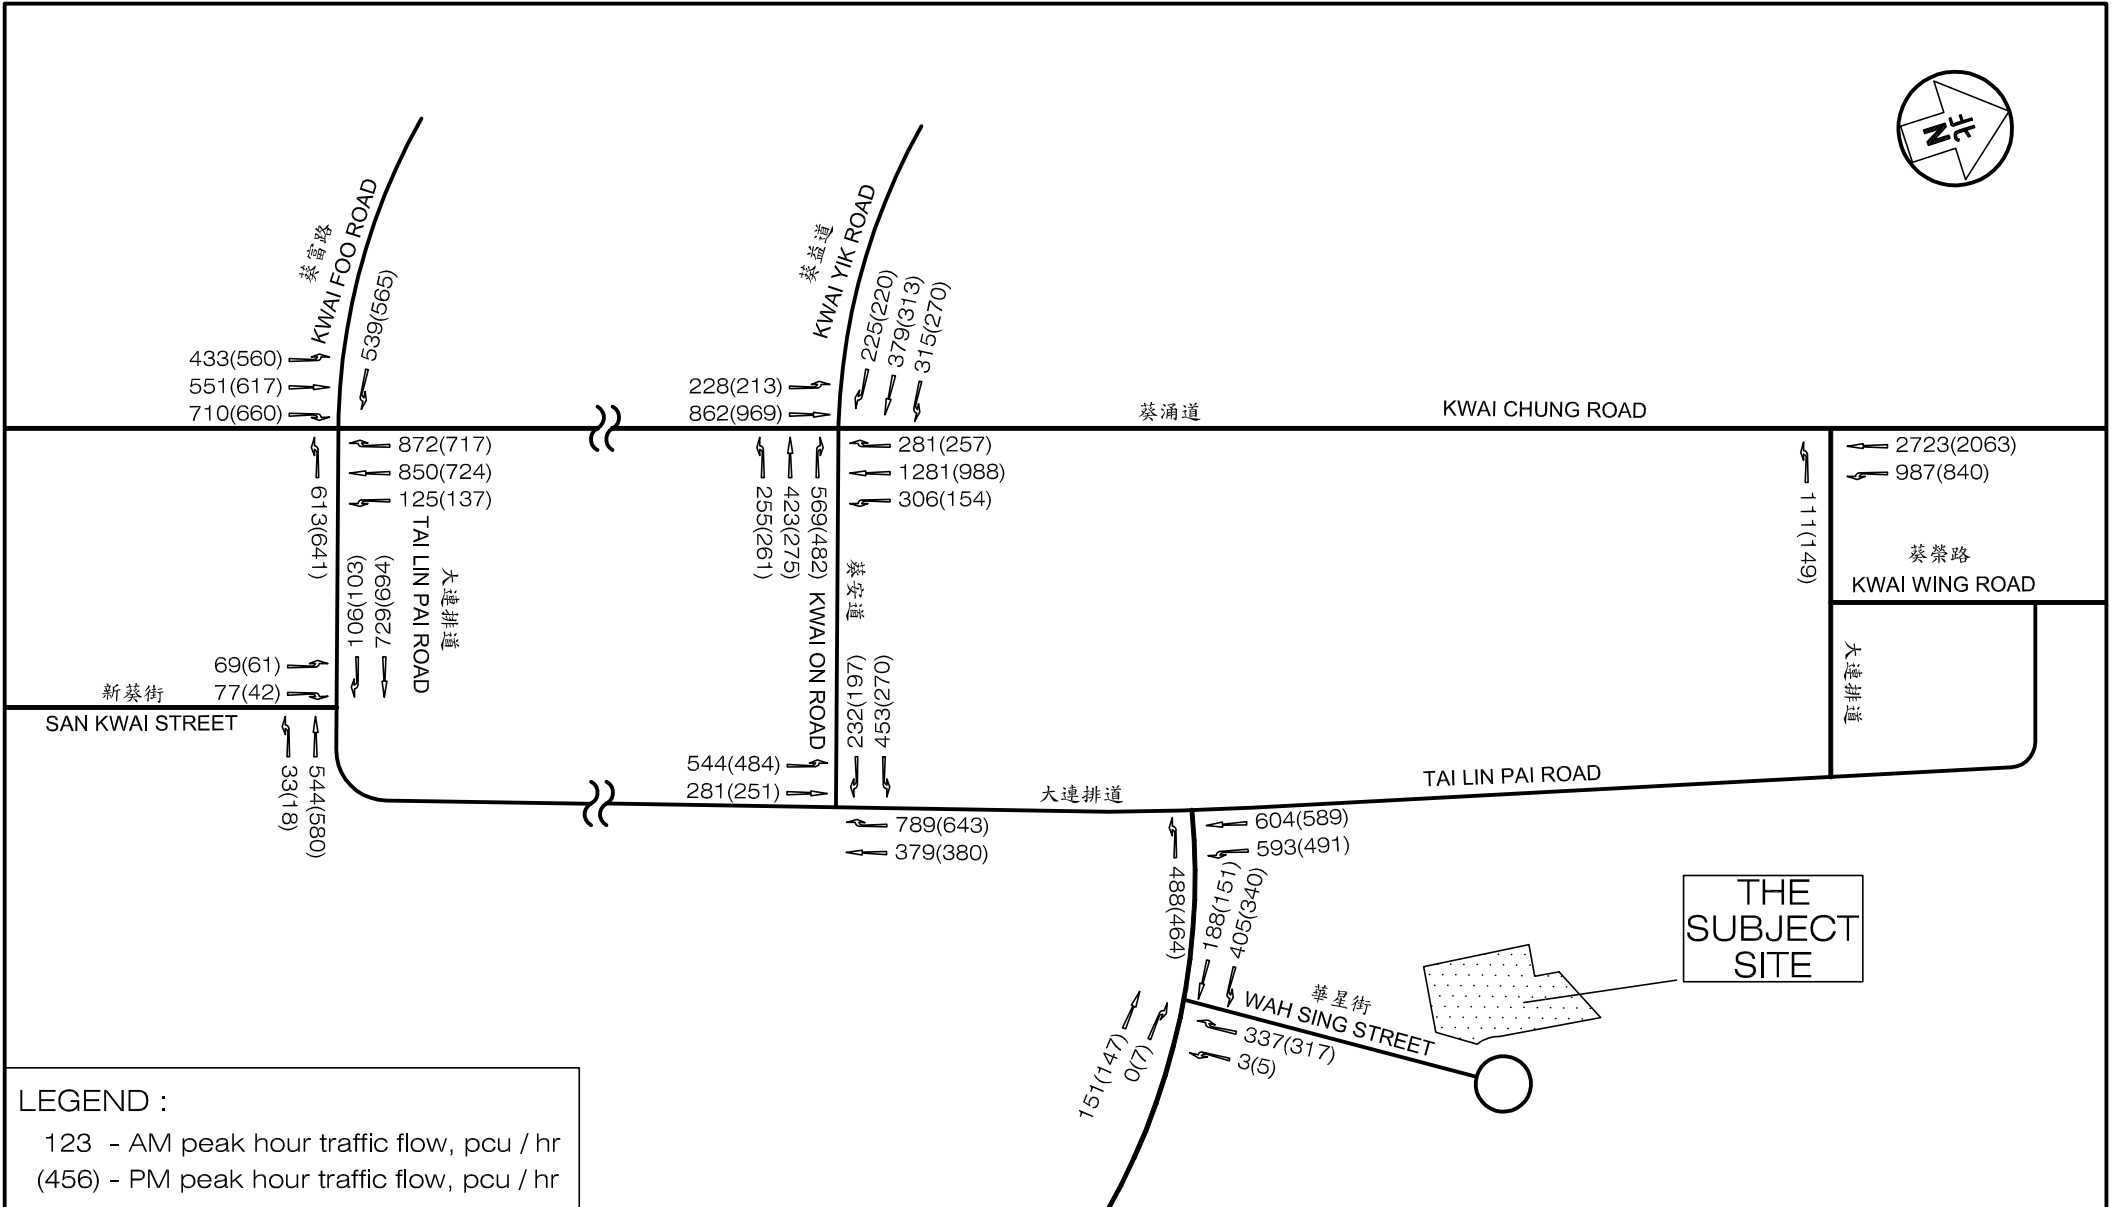 北
N
葵富路
KWAI FOO ROAD
539(565)
433(560)
551(617)
710(660)
872(717)
850(724)
125(137)
613(641)
106(103)
729(694)
TAI LIN PAI ROAD
大連排道
69(61)
77(42)
新葵街
SAN KWAI STREET
33(18)
544(580)
葵益道
KWAI YIK ROAD
225(220)
379(313)
315(270)
228(213)
862(969)
葵涌道
KWAI CHUNG ROAD
281(257)
1281(988)
306(154)
255(261)
423(275)
569(482)
KWAI ON ROAD
葵安道
232(197)
453(270)
544(484)
281(251)
789(643)
379(380)
大連排道
TAI LIN PAI ROAD
2723(2063)
987(840)
111(149)
葵榮路
KWAI WING ROAD
大連排道
604(589)
593(491)
488(464)
188(151)
405(340)
華星街
WAH SING STREET
337(317)
3(5)
151(147)
0(7)
THE
SUBJECT
SITE
LEGEND :
123 - AM peak hour traffic flow, pcu / hr
(456) - PM peak hour traffic flow, pcu / hr